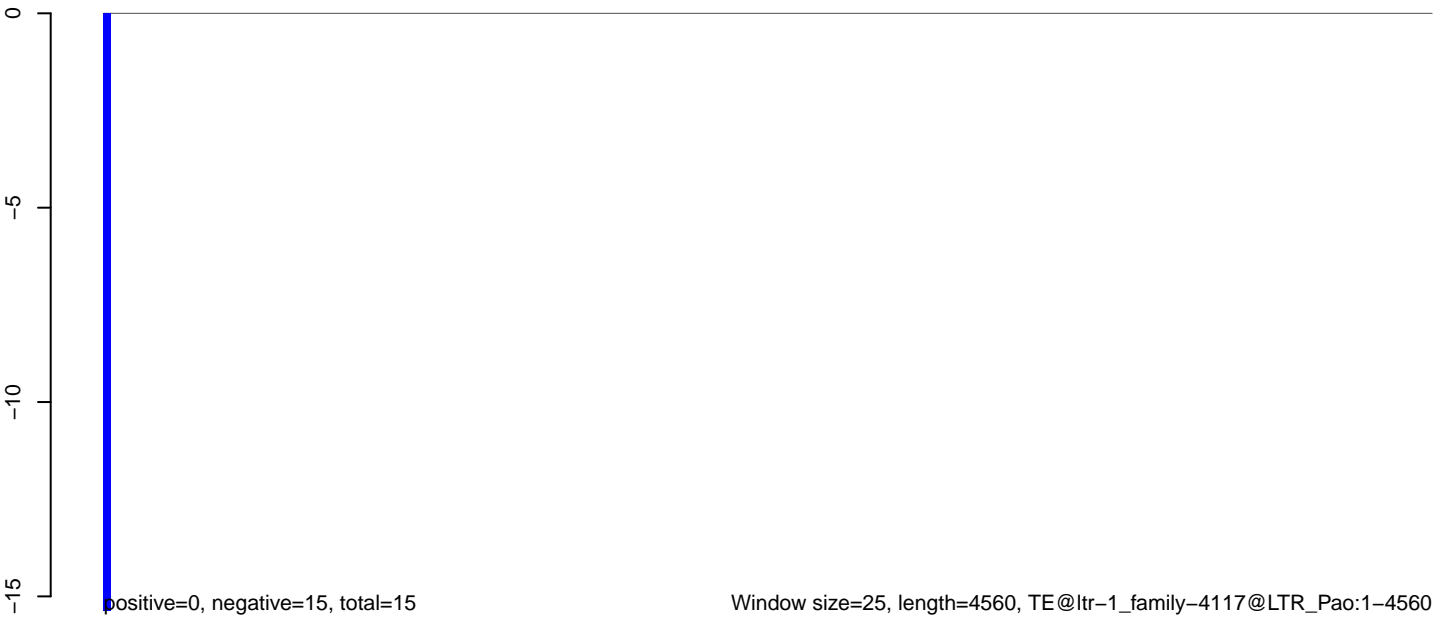 0
−5
−10
−15
positive=0, negative=15, total=15
Window size=25, length=4560, TE@ltr−1_family−4117@LTR_Pao:1−4560